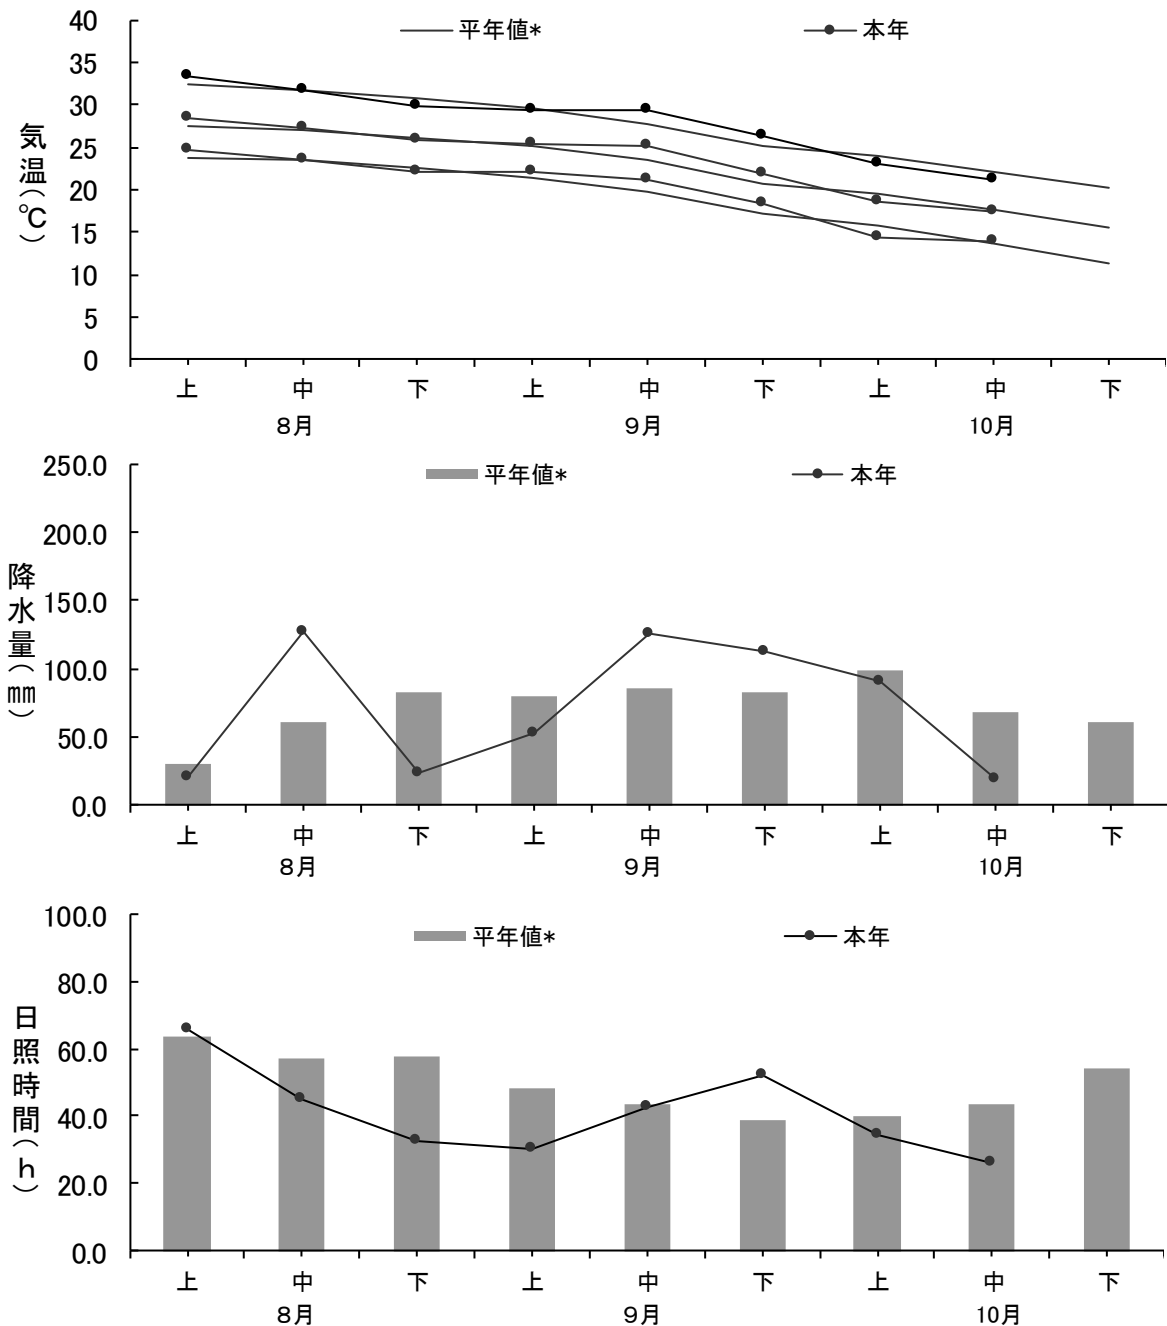 平年値* 本年
気温(℃)
40
35
30
25
20
15
10
5
0
上 中 下 上 中 下 上 中 下
8月 9月 10月
平年値* 本年
降水量(㎜)
250.0
200.0
150.0
100.0
50.0
0.0
上 中 下 上 中 下 上 中 下
8月 9月 10月
平年値* 本年
日照時間(h)
100.0
80.0
60.0
40.0
20.0
0.0
上 中 下 上 中 下 上 中 下
8月 9月 10月